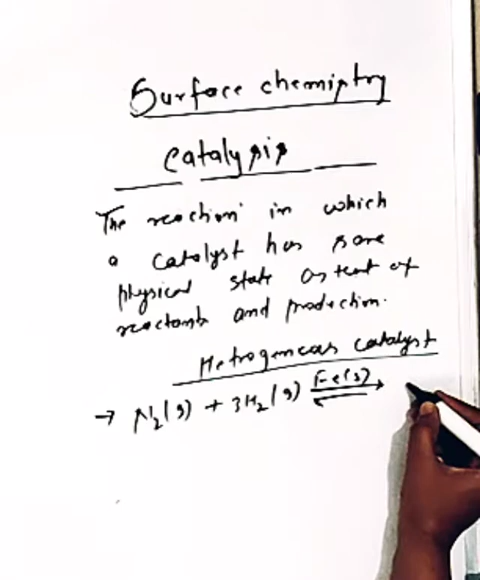 Surface chemistry
Catalysis
The reaction in which
a catalyst has same
physical state as that of
reactants and production.
Hetrogeneous catalyst
→ N₂(g) + 3H₂(g) Fe(s) ⇌